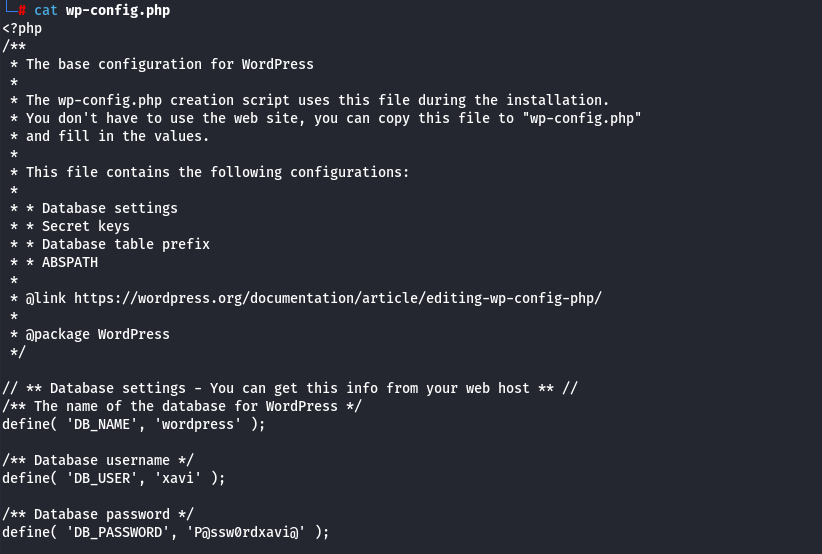 # cat wp-config.php
<?php
/**
 * The base configuration for WordPress
 *
 * The wp-config.php creation script uses this file during the installation.
 * You don't have to use the web site, you can copy this file to "wp-config.php"
 * and fill in the values.
 *
 * This file contains the following configurations:
 *
 * * Database settings
 * * Secret keys
 * * Database table prefix
 * * ABSPATH
 *
 * @link https://wordpress.org/documentation/article/editing-wp-config-php/
 *
 * @package WordPress
 */

// ** Database settings - You can get this info from your web host ** //
/** The name of the database for WordPress */
define( 'DB_NAME', 'wordpress' );

/** Database username */
define( 'DB_USER', 'xavi' );

/** Database password */
define( 'DB_PASSWORD', 'P@ssw0rdxavi@' );